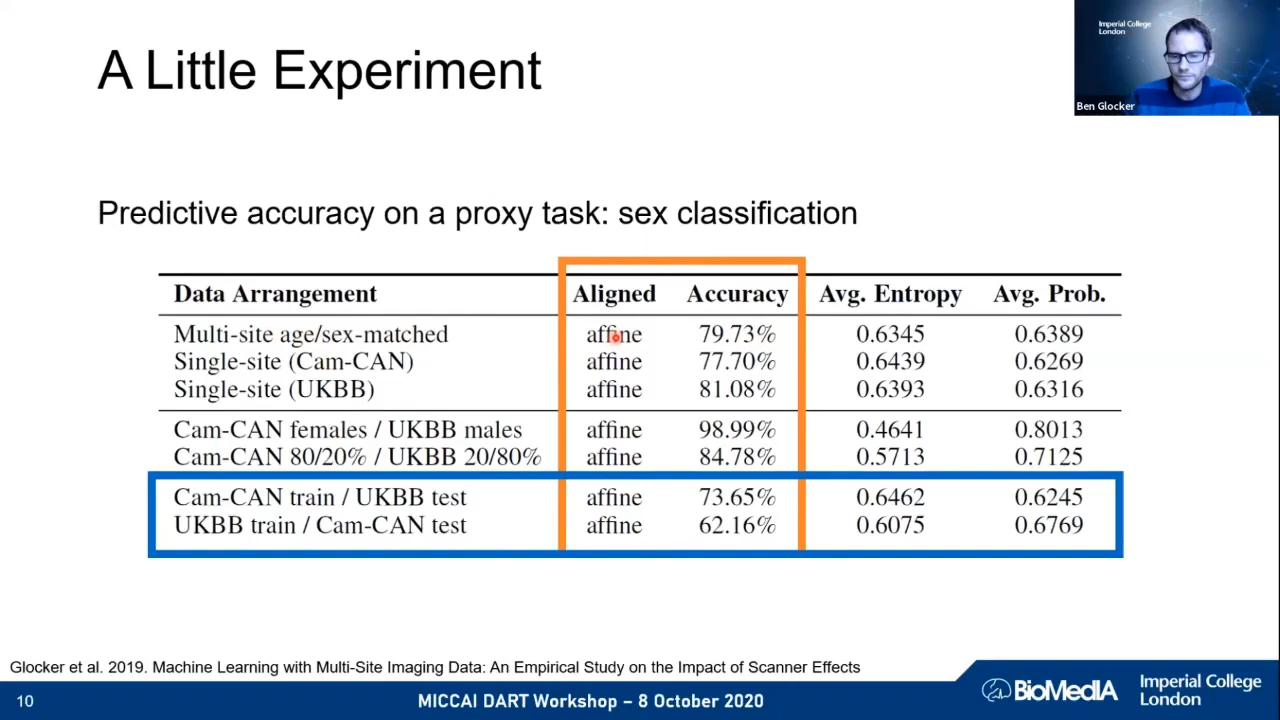 A Little Experiment
Imperial College
London
Ben Glocker
Predictive accuracy on a proxy task: sex classification
Data Arrangement Aligned Accuracy Avg. Entropy Avg. Prob.
Multi-site age/sex-matched affine 79.73% 0.6345 0.6389
Single-site (Cam-CAN) affine 77.70% 0.6439 0.6269
Single-site (UKBB) affine 81.08% 0.6393 0.6316
Cam-CAN females / UKBB males affine 98.99% 0.4641 0.8013
Cam-CAN 80/20% / UKBB 20/80% affine 84.78% 0.5713 0.7125
Cam-CAN train / UKBB test affine 73.65% 0.6462 0.6245
UKBB train / Cam-CAN test affine 62.16% 0.6075 0.6769
Glocker et al. 2019. Machine Learning with Multi-Site Imaging Data: An Empirical Study on the Impact of Scanner Effects
10
MICCAI DART Workshop – 8 October 2020
BioMedIA
Imperial College
London